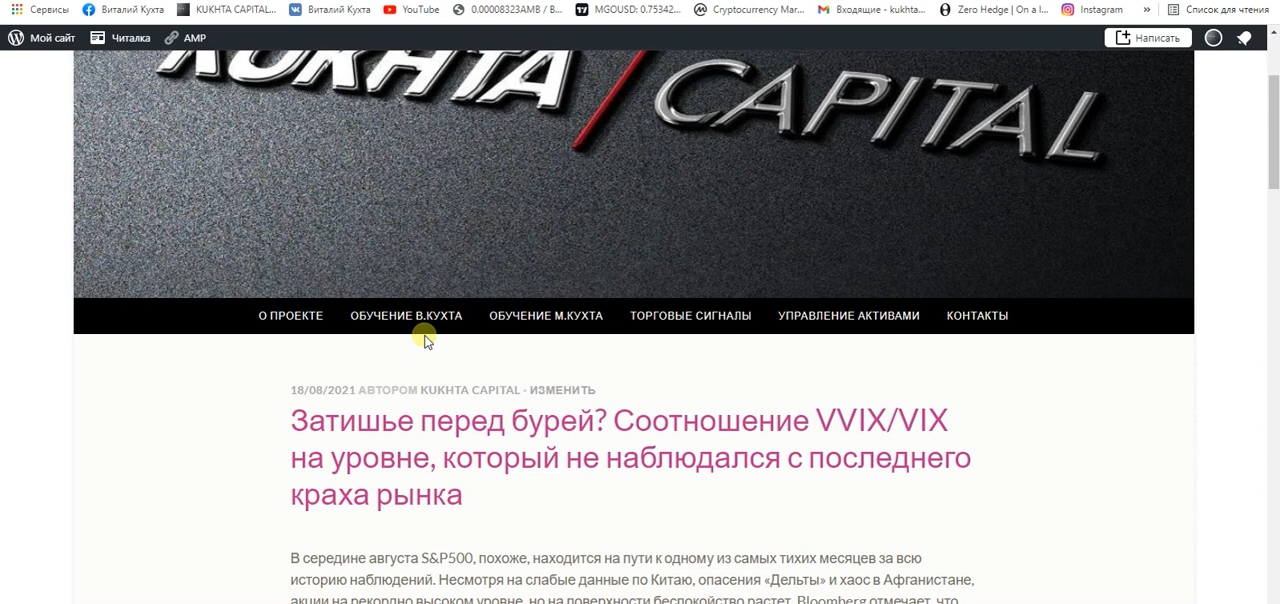 Сервисы Виталий Кухта KUKHTA CAPITAL... Виталий Кухта YouTube 0.00008323AMB / B... MGOUSD: 0.75342... Cryptocurrency Mar... Входящие - kukhta... Zero Hedge | On a l... Instagram » Список для чтения
Мой сайт Читалка AMP Написать
KUKHTA / CAPITAL
О ПРОЕКТЕ ОБУЧЕНИЕ В.КУХТА ОБУЧЕНИЕ М.КУХТА ТОРГОВЫЕ СИГНАЛЫ УПРАВЛЕНИЕ АКТИВАМИ КОНТАКТЫ
18/08/2021 АВТОРОМ KUKHTA CAPITAL - ИЗМЕНИТЬ
Затишье перед бурей? Соотношение VVIX/VIX
на уровне, который не наблюдался с последнего
краха рынка
В середине августа S&P500, похоже, находится на пути к одному из самых тихих месяцев за всю
историю наблюдений. Несмотря на слабые данные по Китаю, опасения «Дельты» и хаос в Афганистане,
акции на рекордно высоком уровне, но на поверхности беспокойство растет. Bloomberg отмечает, что